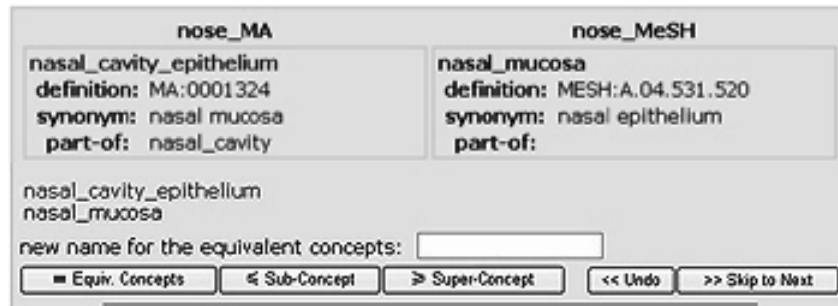 nose_MA nose_MeSH
nasal_cavity_epithelium nasal_mucosa
definition: MA:0001324 definition: MESH:A.04.531.520
synonym: nasal mucosa synonym: nasal epithelium
part-of: nasal_cavity part-of:
nasal_cavity_epithelium
nasal_mucosa
new name for the equivalent concepts:
= Equiv. Concepts ≤ Sub-Concept ≥ Super-Concept << Undo >> Skip to Next